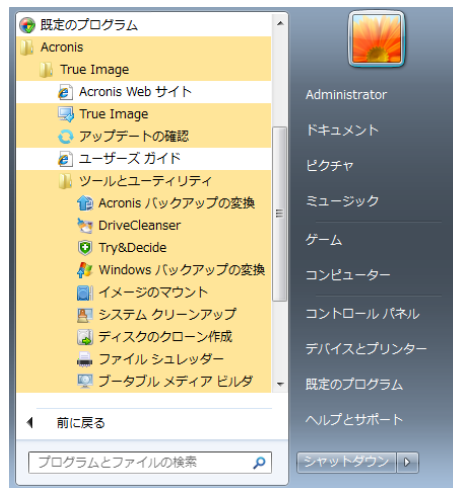 既定のプログラム
Acronis
True Image
Acronis Web サイト
True Image
アップデートの確認
ユーザーズ ガイド
ツールとユーティリティ
Acronis バックアップの変換
DriveCleanser
Try&Decide
Windows バックアップの変換
イメージのマウント
システム クリーンアップ
ディスクのクローン作成
ファイル シュレッダー
ブータブル メディア ビルダ
前に戻る
プログラムとファイルの検索
Administrator
ドキュメント
ピクチャ
ミュージック
ゲーム
コンピューター
コントロール パネル
デバイスとプリンター
既定のプログラム
ヘルプとサポート
シャットダウン